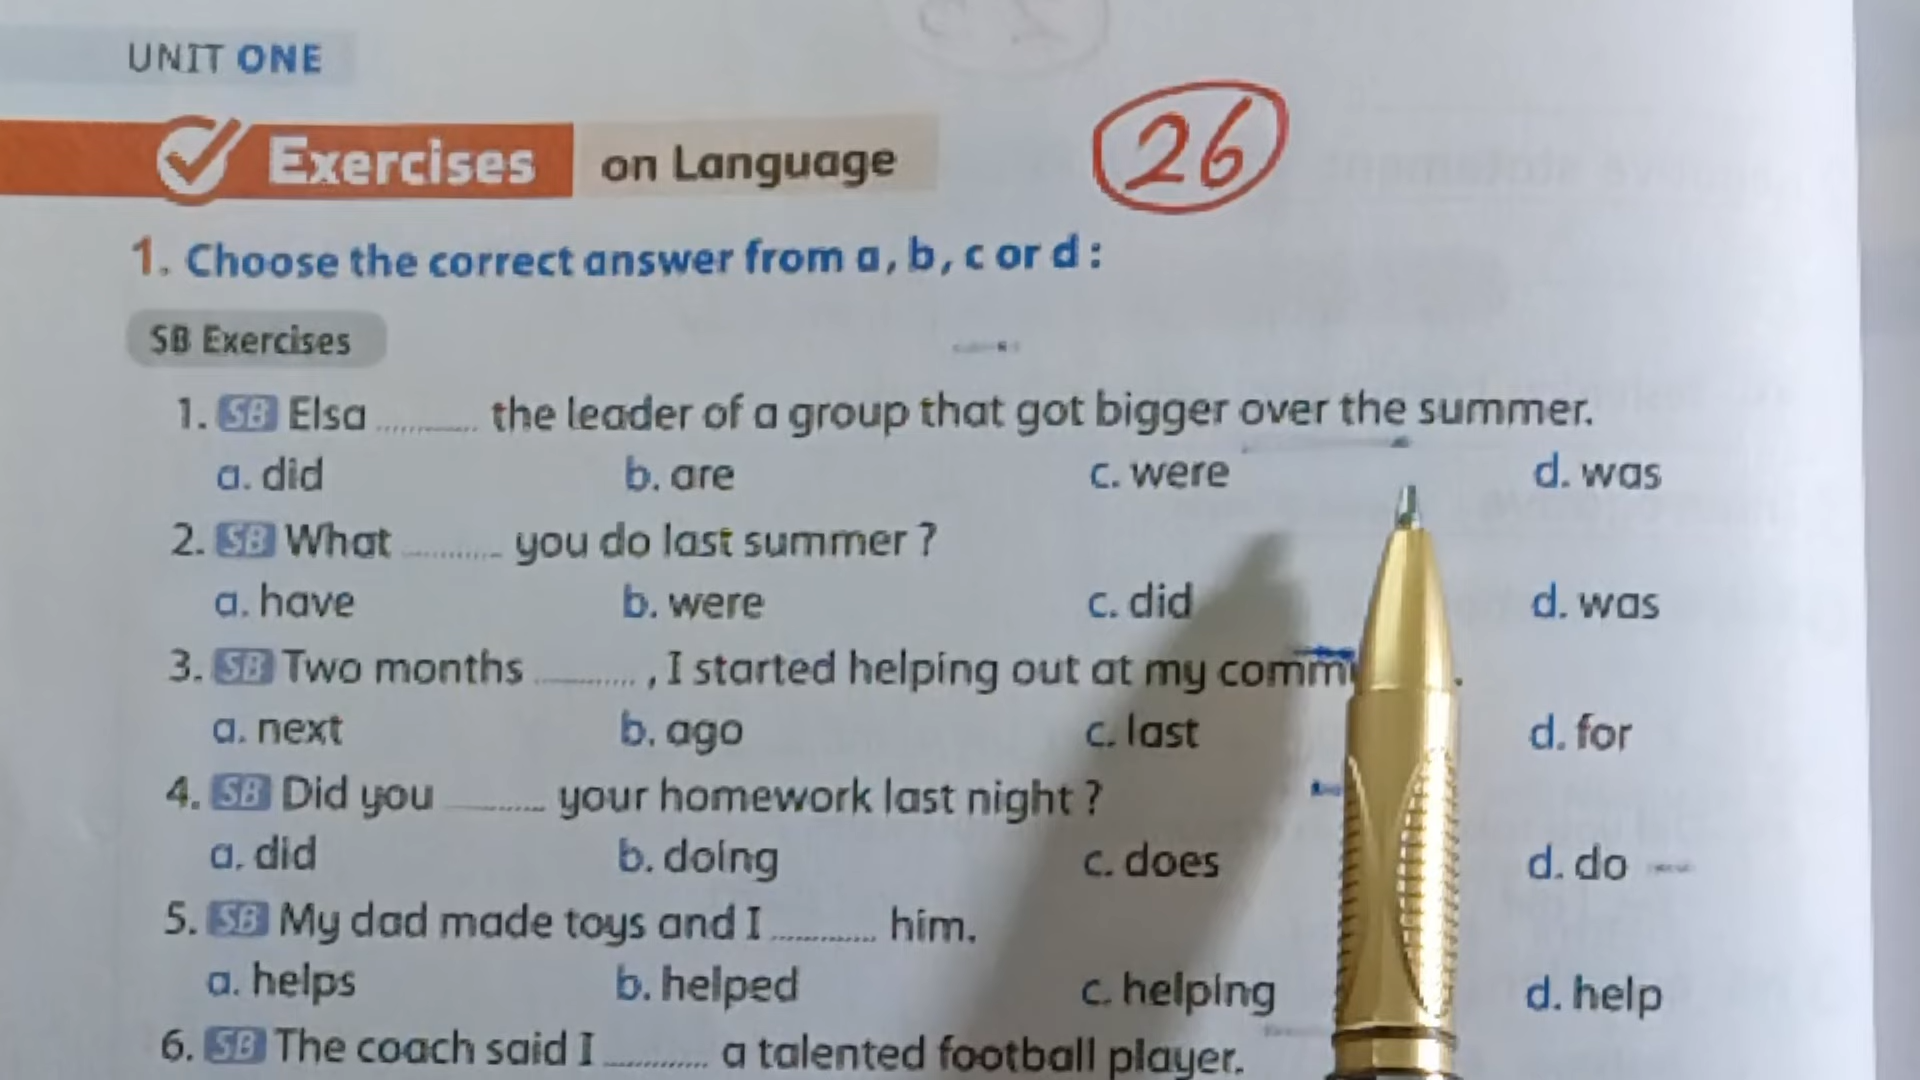 UNIT ONE
Exercises on Language
26
1. Choose the correct answer from a, b, c or d :
SB Exercises
1. SB Elsa ........... the leader of a group that got bigger over the summer.
a. did b. are c. were d. was
2. SB What ........... you do last summer ?
a. have b. were c. did d. was
3. SB Two months ..........., I started helping out at my
a. next b. ago c. last d. for
4. SB Did you ........... your homework last night ?
a. did b. doing c. does d. do
5. SB My dad made toys and I ........... him.
a. helps b. helped c. helping d. help
6. SB The coach said I ........... a talented football player.